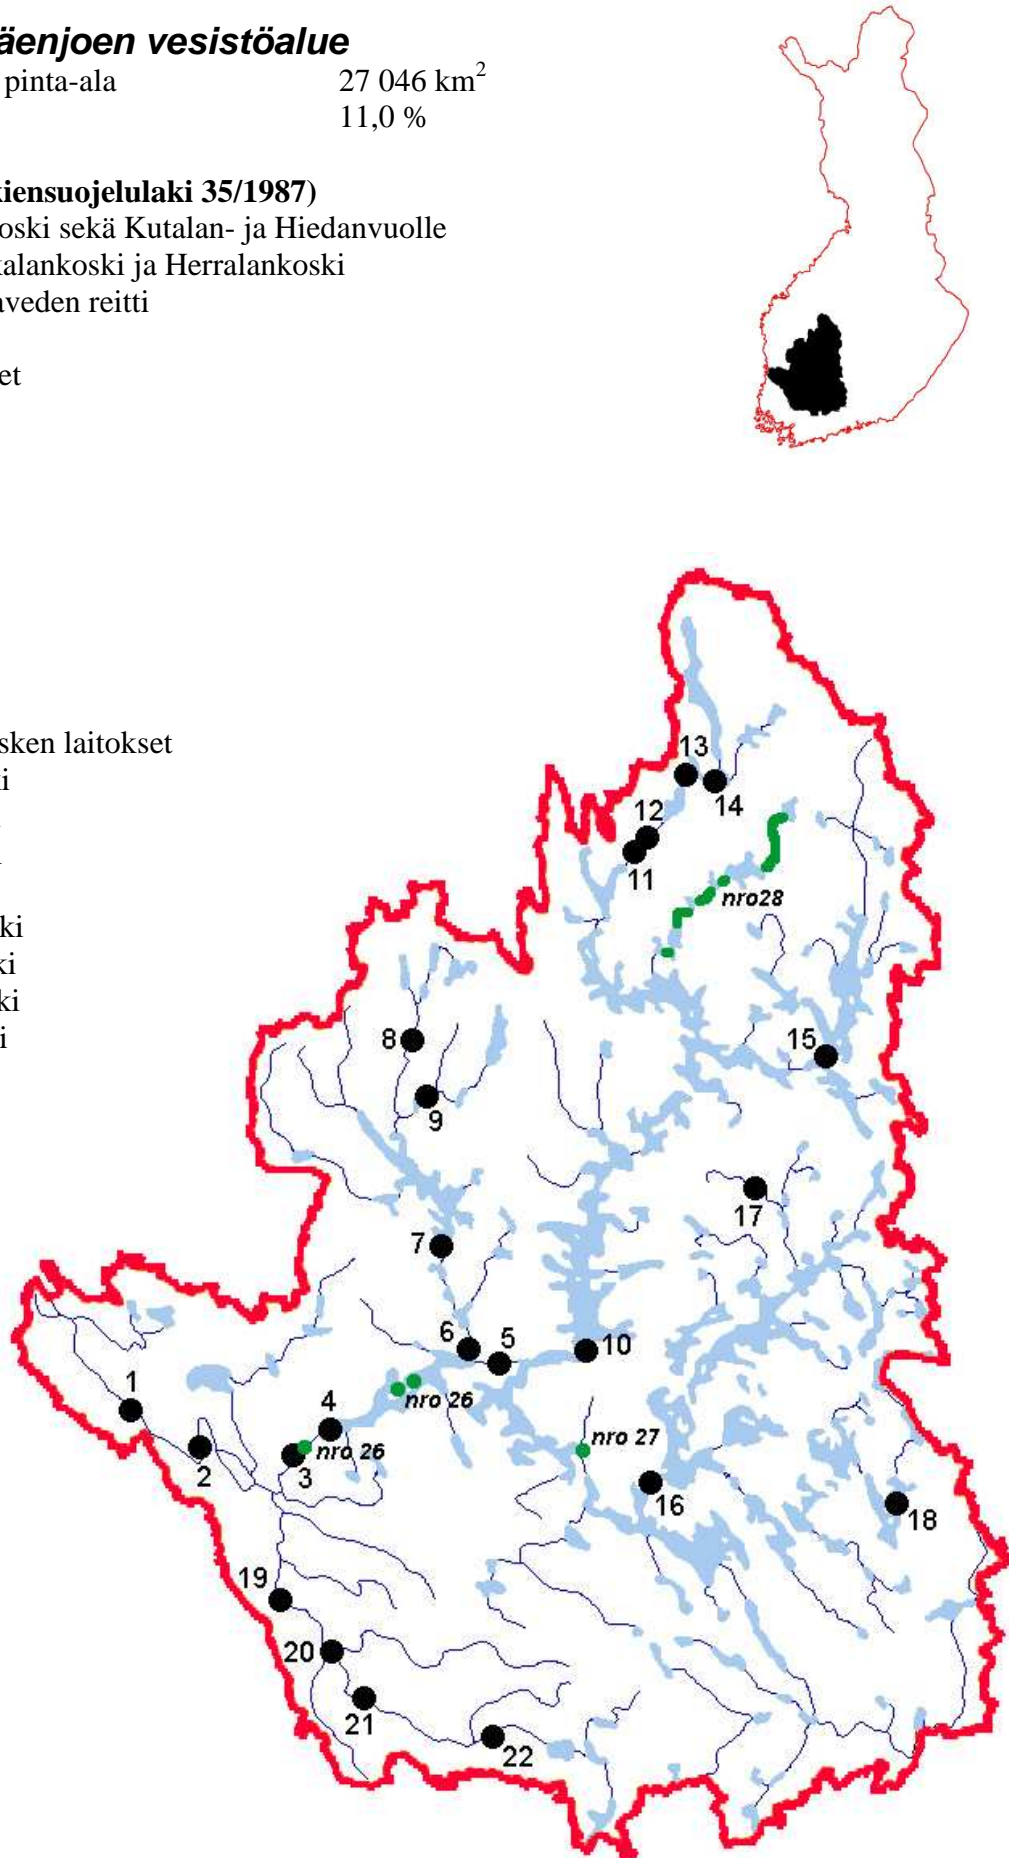 äenjoen vesistöalue
pinta-ala 27 046 km²
11,0 %
kiensuojelulaki 35/1987)
oski sekä Kutalan- ja Hiedanvuolle
kalankoski ja Herralankoski
aveden reitti
et
sken laitokset
ki
ki
ki
ki
i
13
14
12
11
nro28
8
9
15
17
7
6
5
10
1
2
4
nro 26
3
nro 26
nro 27
16
18
19
20
21
22